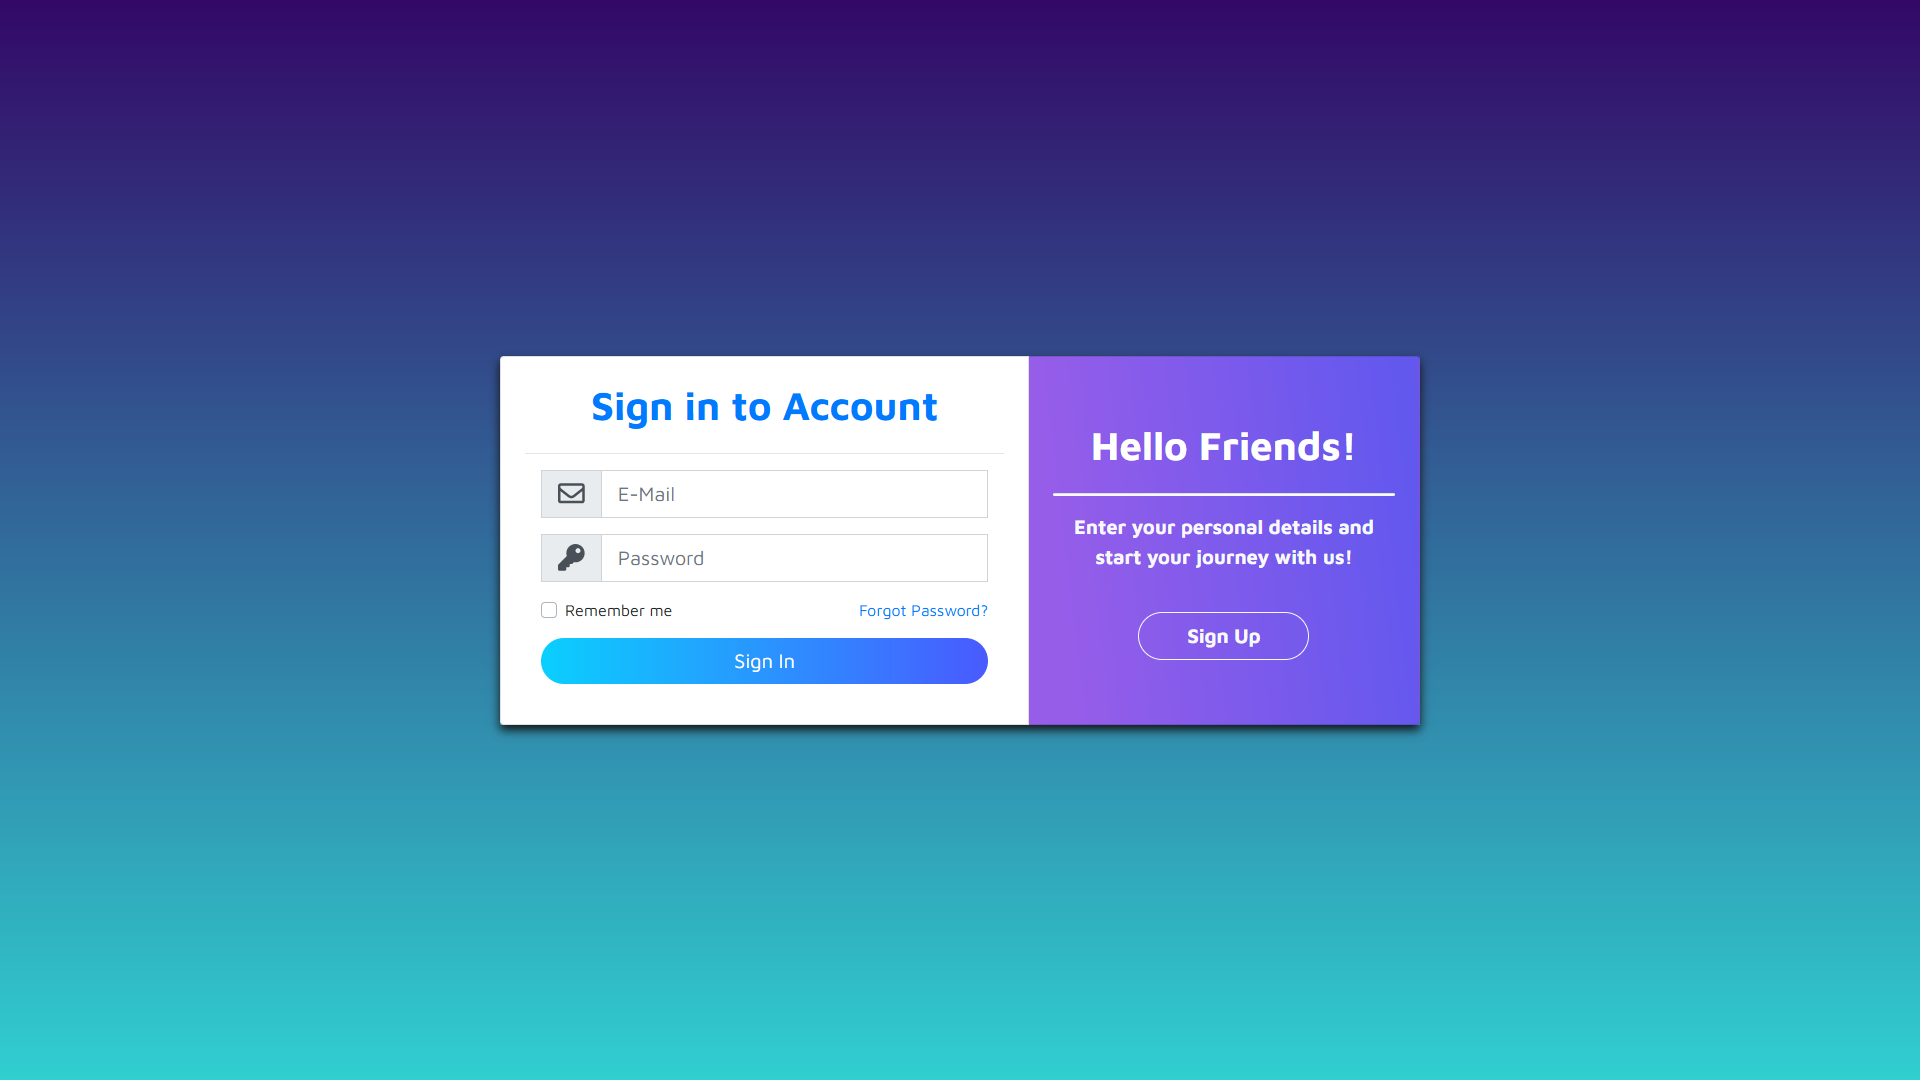 Sign in to Account
E-Mail
Password
Remember me
Forgot Password?
Sign In
Hello Friends!
Enter your personal details and
start your journey with us!
Sign Up